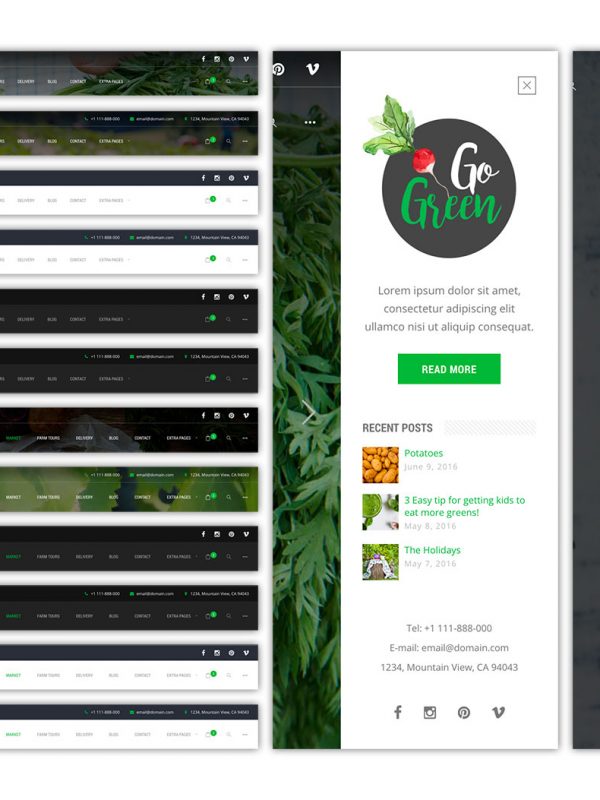 DELIVERY BLOG CONTACT EXTRA PAGES
+1 111-888-000 email@domain.com 1234, Mountain View, CA 94043
DELIVERY BLOG CONTACT EXTRA PAGES
DELIVERY BLOG CONTACT EXTRA PAGES
+1 111-888-000 email@domain.com 1234, Mountain View, CA 94043
DELIVERY BLOG CONTACT EXTRA PAGES
DELIVERY BLOG CONTACT EXTRA PAGES
+1 111-888-000 email@domain.com 1234, Mountain View, CA 94043
DELIVERY BLOG CONTACT EXTRA PAGES
MARKET FARM TOURS DELIVERY BLOG CONTACT EXTRA PAGES
+1 111-888-000 email@domain.com 1234, Mountain View, CA 94043
MARKET FARM TOURS DELIVERY BLOG CONTACT EXTRA PAGES
MARKET FARM TOURS DELIVERY BLOG CONTACT EXTRA PAGES
+1 111-888-000 email@domain.com 1234, Mountain View, CA 94043
MARKET FARM TOURS DELIVERY BLOG CONTACT EXTRA PAGES
MARKET FARM TOURS DELIVERY BLOG CONTACT EXTRA PAGES
+1 111-888-000 email@domain.com 1234, Mountain View, CA 94043
MARKET FARM TOURS DELIVERY BLOG CONTACT EXTRA PAGES
Go
Green
Lorem ipsum dolor sit amet,
consectetur adipiscing elit
ullamco nisi ut aliquip consequat.
READ MORE
RECENT POSTS
Potatoes
June 9, 2016
3 Easy tip for getting kids to
eat more greens!
May 8, 2016
The Holidays
May 7, 2016
Tel: +1 111-888-000
E-mail: email@domain.com
1234, Mountain View, CA 94043